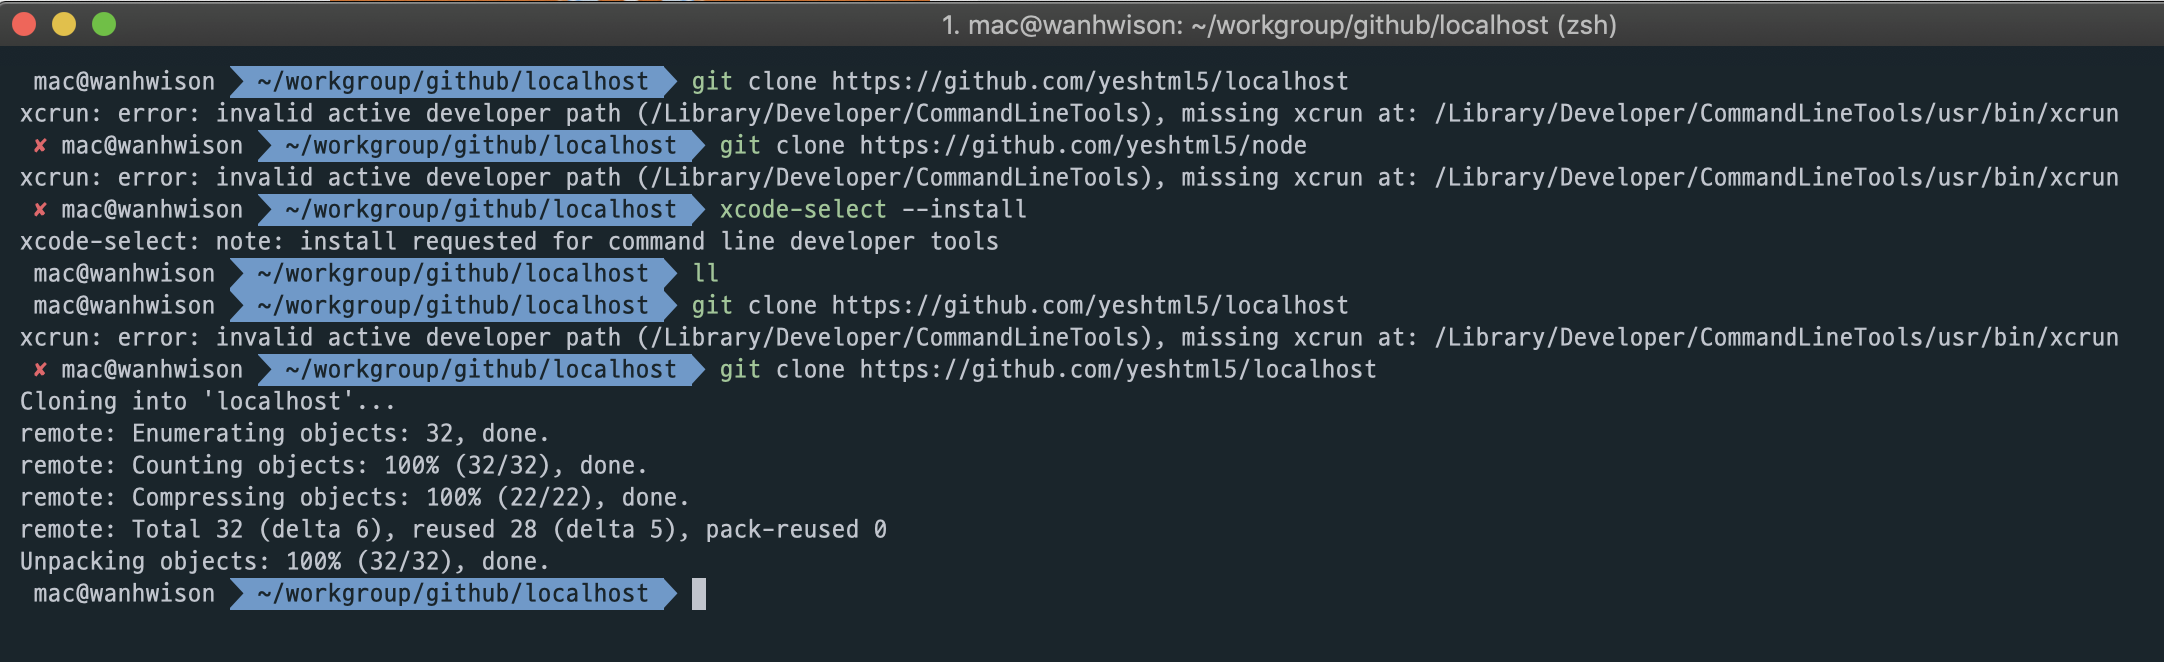 1. mac@wanhwison: ~/workgroup/github/localhost (zsh)
mac@wanhwison ~/workgroup/github/localhost git clone https://github.com/yeshtml5/localhost
xcrun: error: invalid active developer path (/Library/Developer/CommandLineTools), missing xcrun at: /Library/Developer/CommandLineTools/usr/bin/xcrun
✘ mac@wanhwison ~/workgroup/github/localhost git clone https://github.com/yeshtml5/node
xcrun: error: invalid active developer path (/Library/Developer/CommandLineTools), missing xcrun at: /Library/Developer/CommandLineTools/usr/bin/xcrun
✘ mac@wanhwison ~/workgroup/github/localhost xcode-select --install
xcode-select: note: install requested for command line developer tools
mac@wanhwison ~/workgroup/github/localhost ll
mac@wanhwison ~/workgroup/github/localhost git clone https://github.com/yeshtml5/localhost
xcrun: error: invalid active developer path (/Library/Developer/CommandLineTools), missing xcrun at: /Library/Developer/CommandLineTools/usr/bin/xcrun
✘ mac@wanhwison ~/workgroup/github/localhost git clone https://github.com/yeshtml5/localhost
Cloning into 'localhost'...
remote: Enumerating objects: 32, done.
remote: Counting objects: 100% (32/32), done.
remote: Compressing objects: 100% (22/22), done.
remote: Total 32 (delta 6), reused 28 (delta 5), pack-reused 0
Unpacking objects: 100% (32/32), done.
mac@wanhwison ~/workgroup/github/localhost